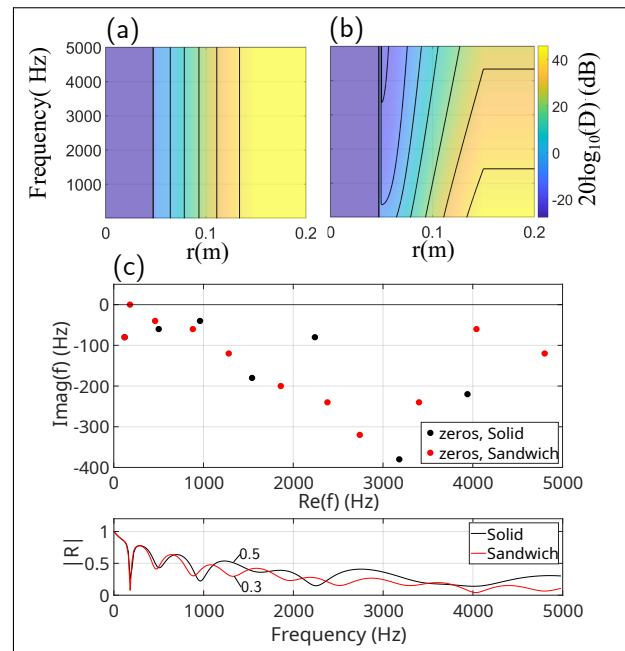 (a)
(b)
Frequency( Hz)
5000
4000
3000
2000
1000
0
0.1
0.2
r(m)
0
0.1
0.2
r(m)
40
20
0
-20
20log10(D) (dB)
(c)
Imag(f) (Hz)
0
-100
-200
-300
-400
zeros, Solid
zeros, Sandwich
0
1000
2000
3000
4000
5000
Re(f) (Hz)
|R|
1
0.5
0
0.5
0.3
Solid
Sandwich
0
1000
2000
3000
4000
5000
Frequency (Hz)